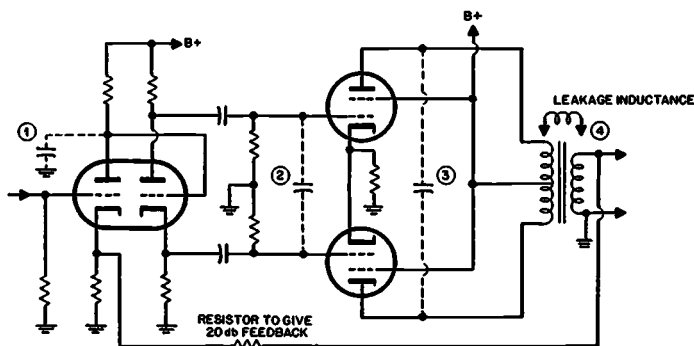 B+
B+
LEAKAGE INDUCTANCE
①
②
③
④
RESISTOR TO GIVE
20 db FEEDBACK